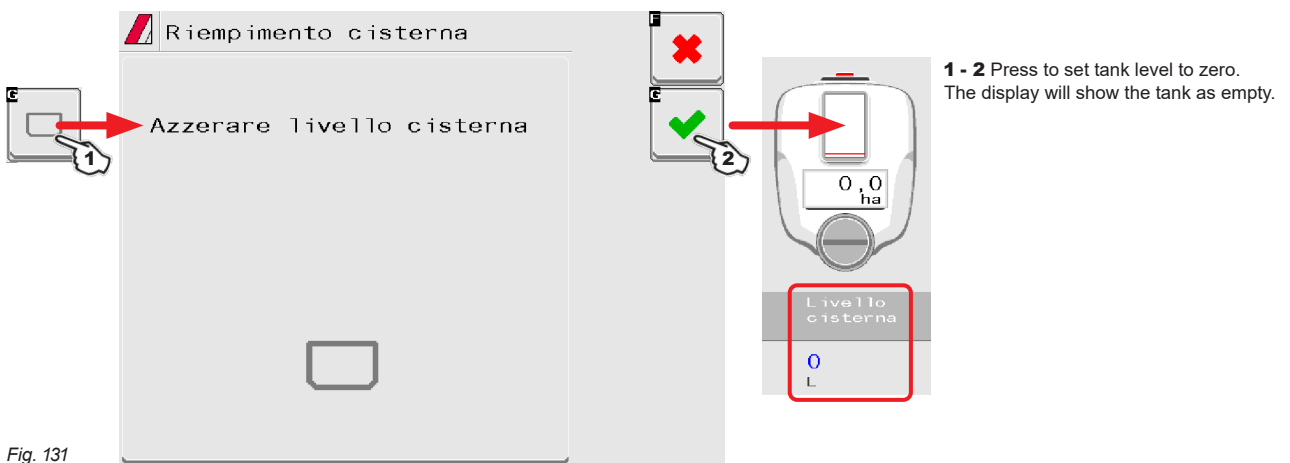 Riempimento cisterna
F
G
1
Azzerare livello cisterna
G
2
0,0
ha
Livello
cisterna
0
L
1 - 2 Press to set tank level to zero.
The display will show the tank as empty.
Fig. 131